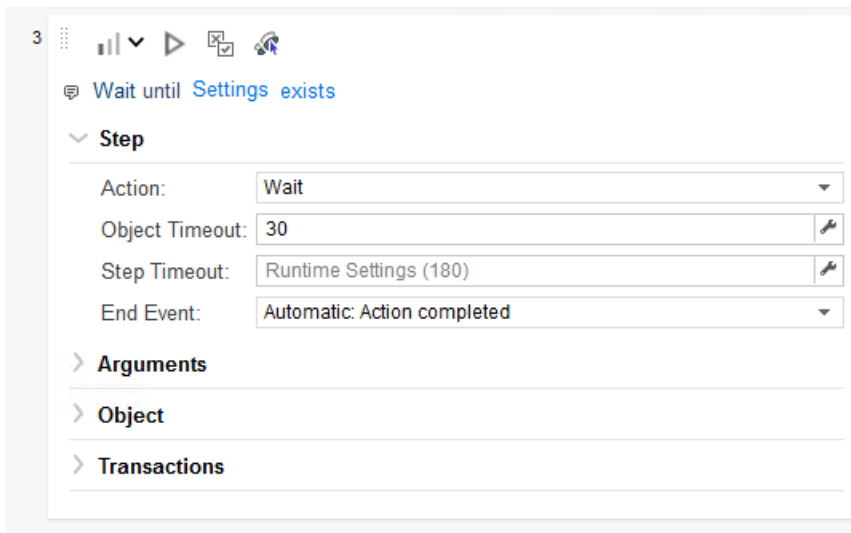 3
Wait until Settings exists
Step
Action: Wait
Object Timeout: 30
Step Timeout: Runtime Settings (180)
End Event: Automatic: Action completed
Arguments
Object
Transactions